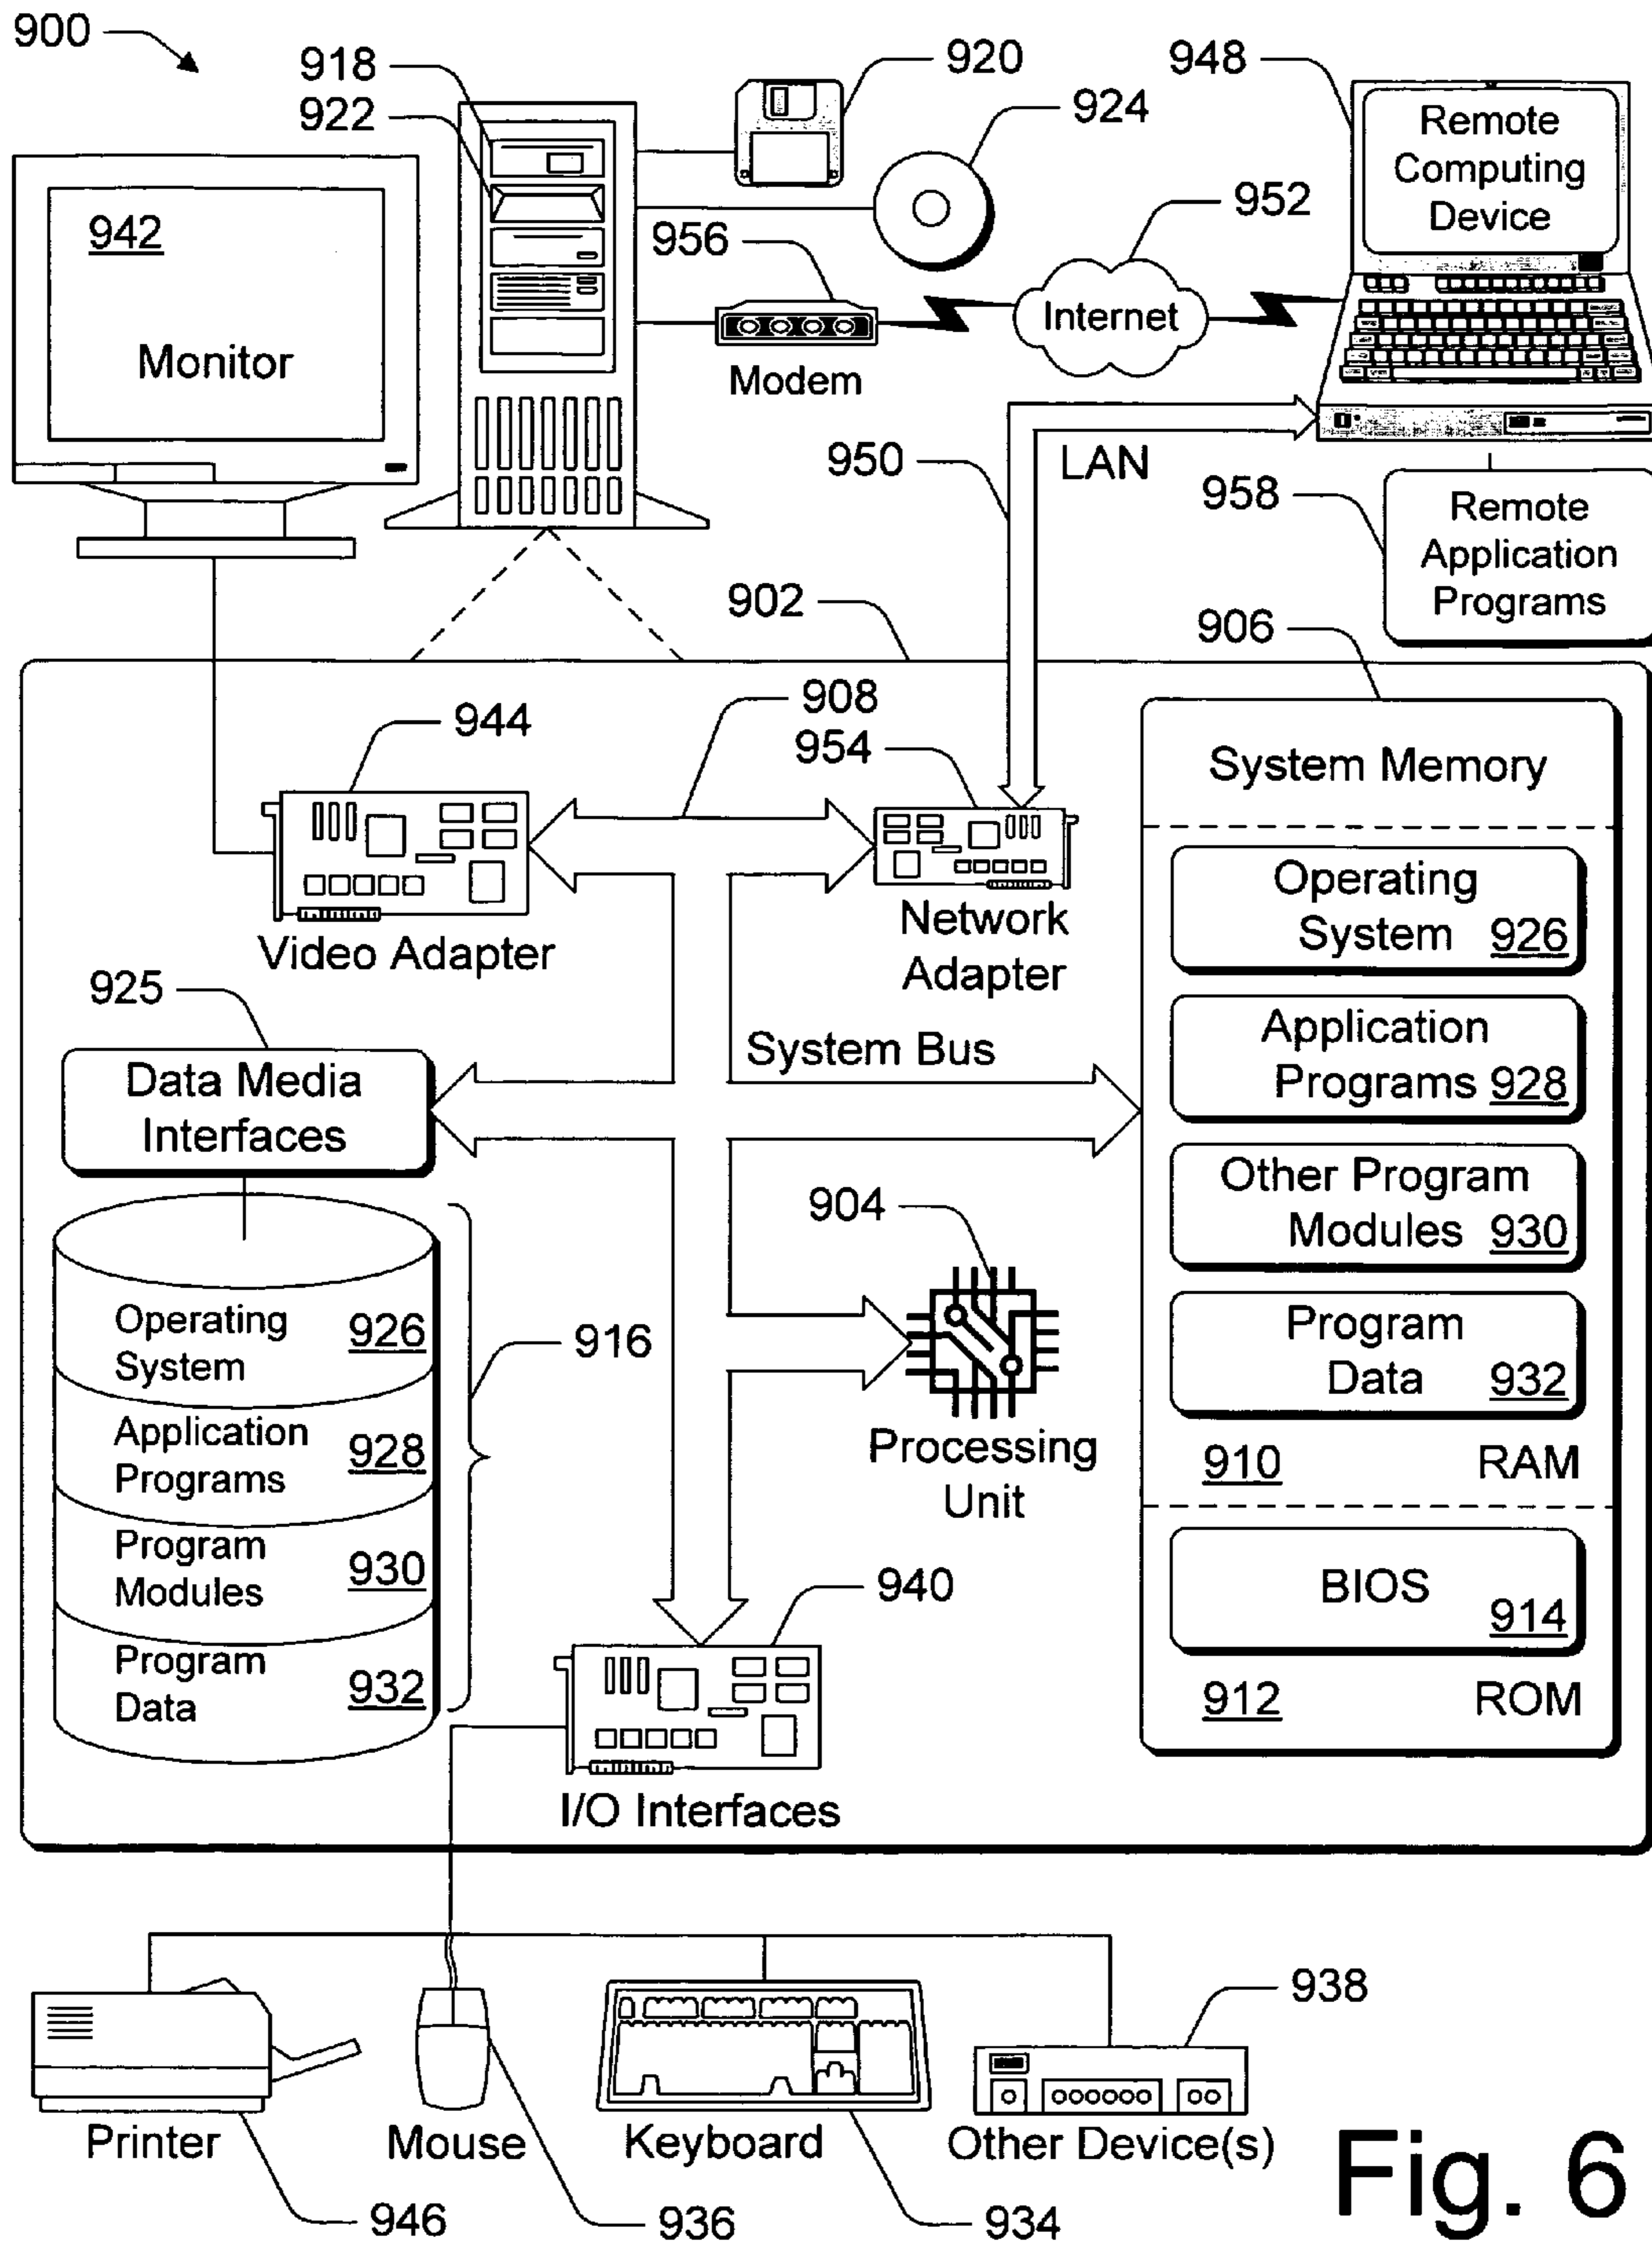 900
918
922
920
924
948
Remote
Computing
Device
942
Monitor
956
Modem
952
Internet
950
LAN
958
Remote
Application
Programs
902
906
944
908
954
Video Adapter
Network
Adapter
System Memory
Operating
System 926
Application
Programs 928
Other Program
Modules 930
Program
Data 932
910 RAM
BIOS
914
912 ROM
925
Data Media
Interfaces
System Bus
904
Processing
Unit
916
Operating
System 926
Application
Programs 928
Program
Modules 930
Program
Data 932
940
I/O Interfaces
938
Printer
Mouse
Keyboard
Other Device(s)
946
936
934
Fig. 6